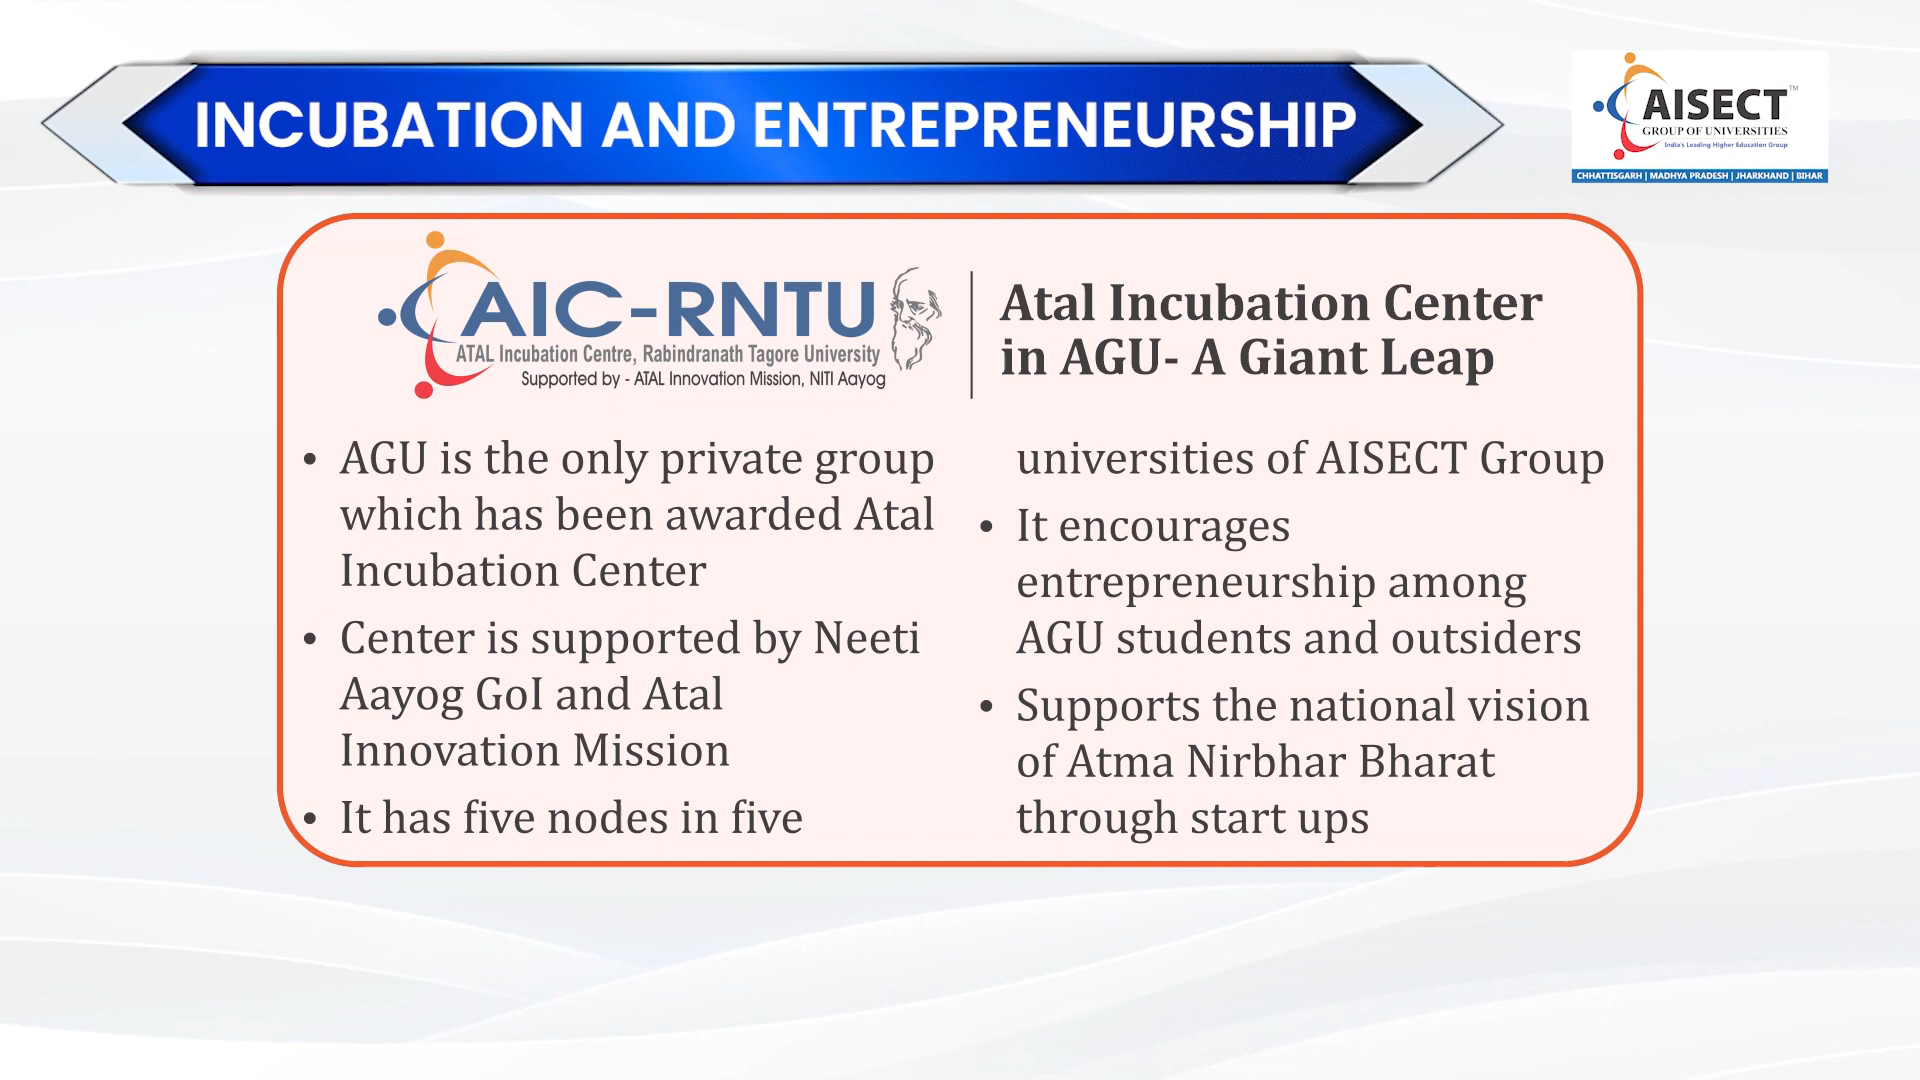 INCUBATION AND ENTREPRENEURSHIP
AISECT™
GROUP OF UNIVERSITIES
India's Leading Higher Education Group
CHHATTISGARH | MADHYA PRADESH | JHARKHAND | BIHAR
AIC-RNTU
ATAL Incubation Centre, Rabindranath Tagore University
Supported by - ATAL Innovation Mission, NITI Aayog
Atal Incubation Center
in AGU- A Giant Leap
• AGU is the only private group
which has been awarded Atal
Incubation Center
• Center is supported by Neeti
Aayog GoI and Atal
Innovation Mission
• It has five nodes in five
universities of AISECT Group
• It encourages
entrepreneurship among
AGU students and outsiders
• Supports the national vision
of Atma Nirbhar Bharat
through start ups